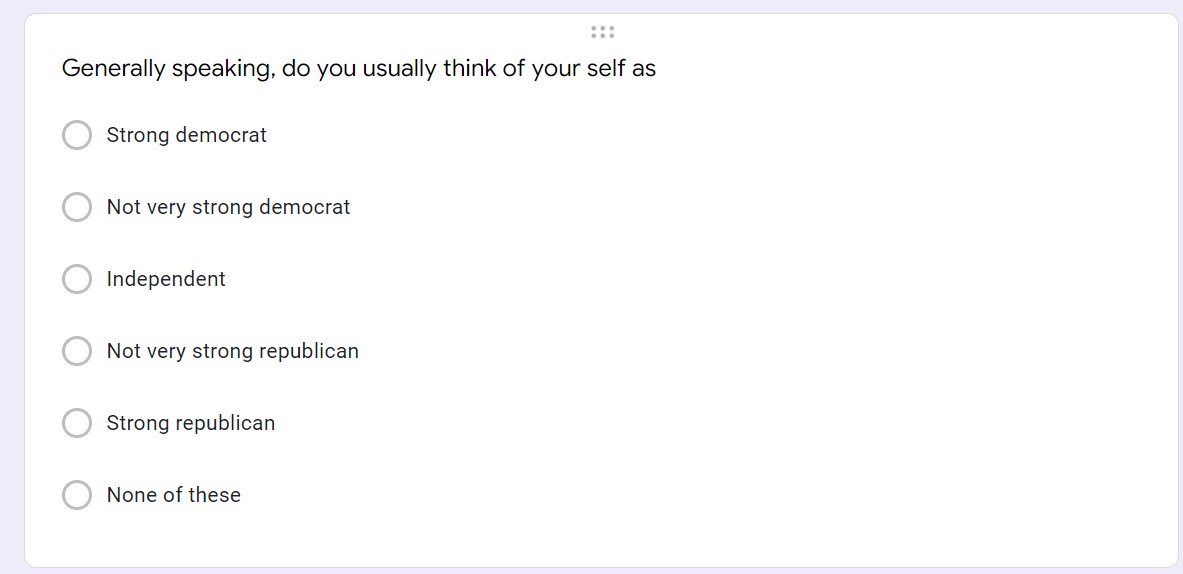 Generally speaking, do you usually think of your self as
Strong democrat
Not very strong democrat
Independent
Not very strong republican
Strong republican
None of these